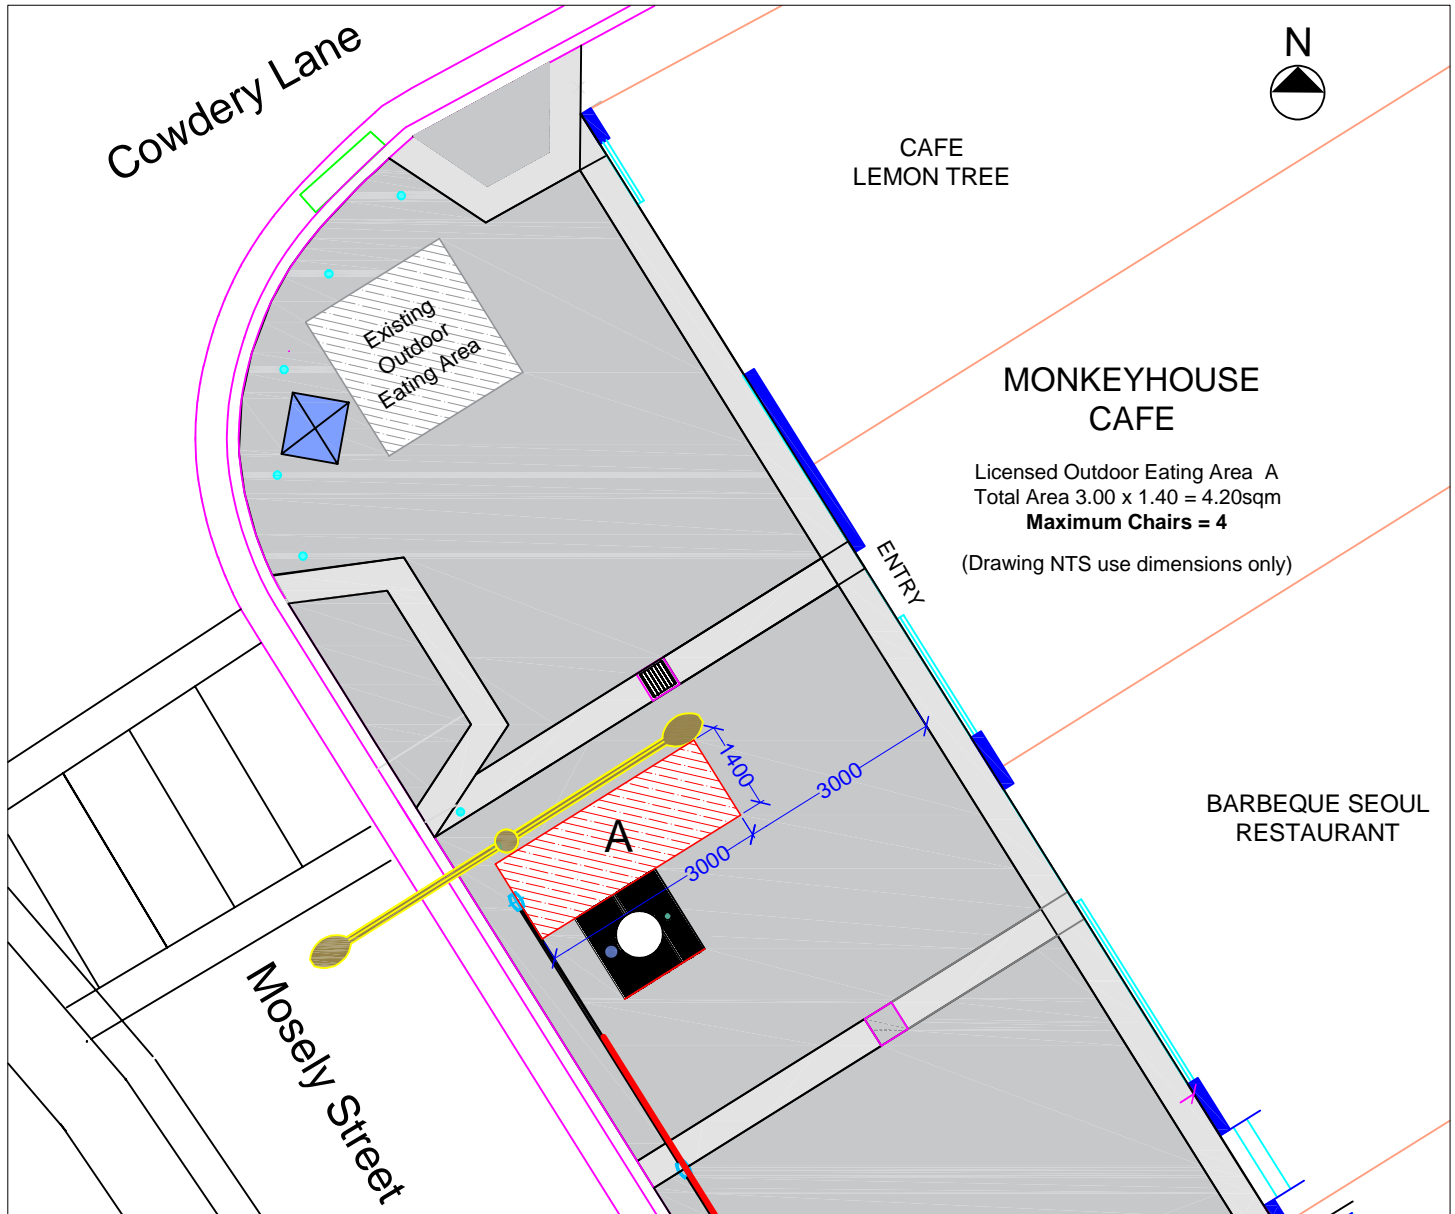 Cowdery Lane
N
CAFE
LEMON TREE
Existing
Outdoor
Eating Area
MONKEYHOUSE
CAFE
Licensed Outdoor Eating Area A
Total Area 3.00 x 1.40 = 4.20sqm
Maximum Chairs = 4
(Drawing NTS use dimensions only)
ENTRY
1400
3000
3000
A
BARBEQUE SEOUL
RESTAURANT
Mosely Street